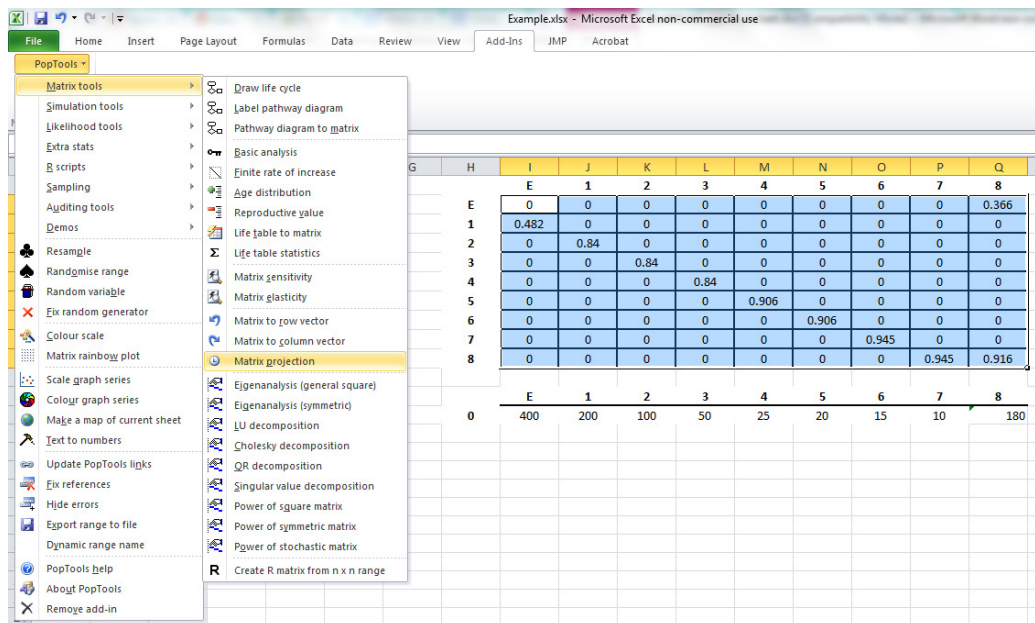 Example.xlsx - Microsoft Excel non-commercial use
File Home Insert Page Layout Formulas Data Review View Add-Ins JMP Acrobat
PopTools
Matrix tools
Simulation tools
Likelihood tools
Extra stats
R scripts
Sampling
Auditing tools
Demos
Resample
Randomise range
Random variable
Fix random generator
Colour scale
Matrix rainbow plot
Scale graph series
Colour graph series
Make a map of current sheet
Text to numbers
Update PopTools links
Fix references
Hide errors
Export range to file
Dynamic range name
PopTools help
About PopTools
Remove add-in
Draw life cycle
Label pathway diagram
Pathway diagram to matrix
Basic analysis
Finite rate of increase
Age distribution
Reproductive value
Life table to matrix
Σ Life table statistics
Matrix sensitivity
Matrix elasticity
Matrix to row vector
Matrix to column vector
Matrix projection
Eigenanalysis (general square)
Eigenanalysis (symmetric)
LU decomposition
Cholesky decomposition
QR decomposition
Singular value decomposition
Power of square matrix
Power of symmetric matrix
Power of stochastic matrix
R Create R matrix from n x n range
G H I J K L M N O P Q
E 1 2 3 4 5 6 7 8
E 0 0 0 0 0 0 0 0 0.366
1 0.482 0 0 0 0 0 0 0 0
2 0 0.84 0 0 0 0 0 0 0
3 0 0 0.84 0 0 0 0 0 0
4 0 0 0 0.84 0 0 0 0 0
5 0 0 0 0 0.906 0 0 0 0
6 0 0 0 0 0 0.906 0 0 0
7 0 0 0 0 0 0 0.945 0 0
8 0 0 0 0 0 0 0 0.945 0.916
E 1 2 3 4 5 6 7 8
0 400 200 100 50 25 20 15 10 180